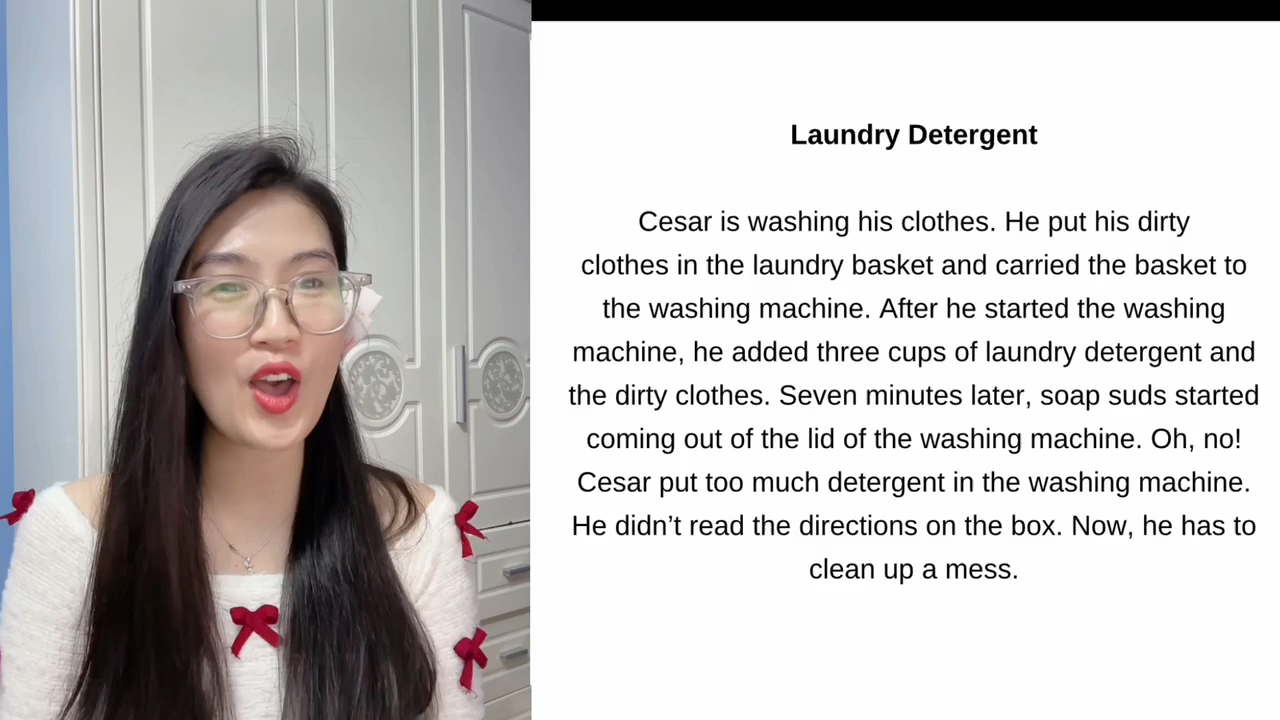 Laundry Detergent
Cesar is washing his clothes. He put his dirty
clothes in the laundry basket and carried the basket to
the washing machine. After he started the washing
machine, he added three cups of laundry detergent and
the dirty clothes. Seven minutes later, soap suds started
coming out of the lid of the washing machine. Oh, no!
Cesar put too much detergent in the washing machine.
He didn’t read the directions on the box. Now, he has to
clean up a mess.